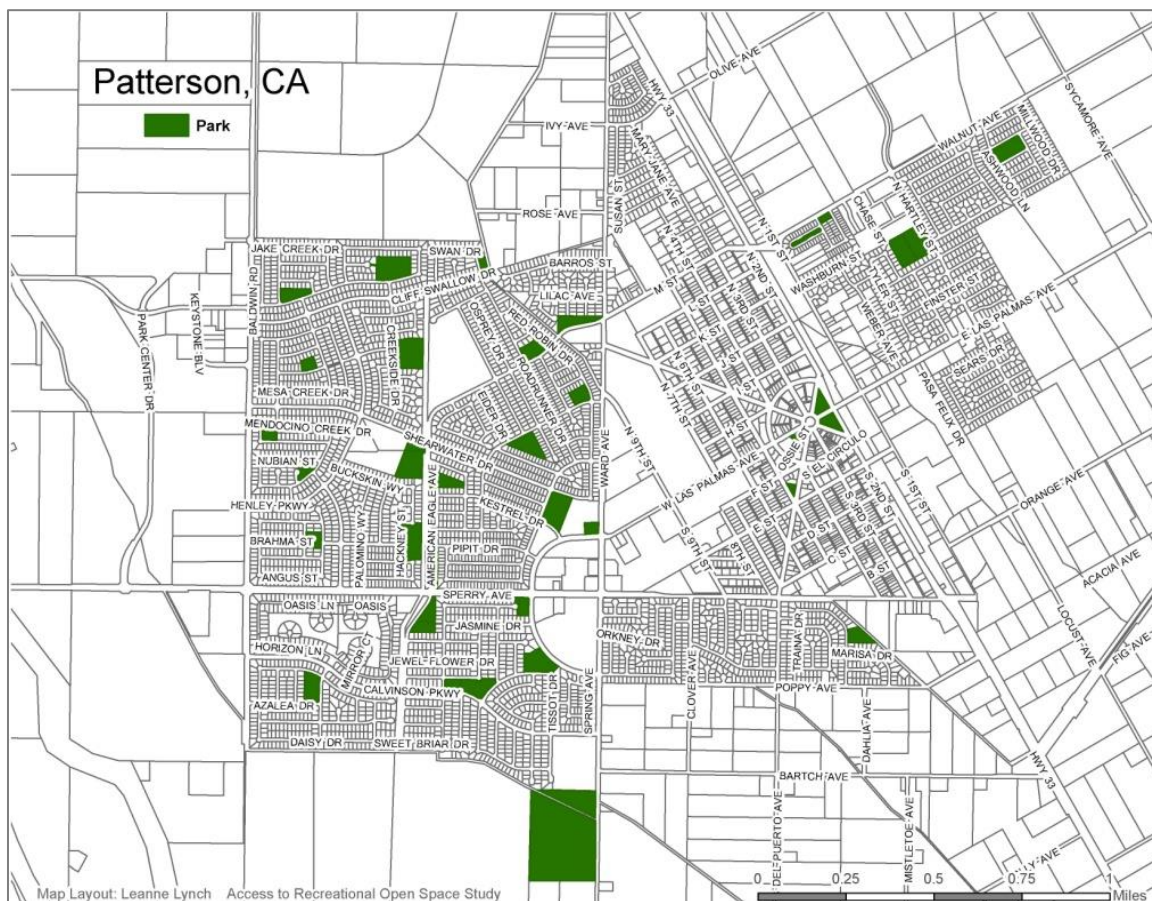 Patterson, CA
Park
HWY 33
OLIVE AVE
SYCAMORE AVE
IVY AVE
MARY JANE AVE
WALNUT AVE
MILLWOOD DR
ASHWOOD LN
SUSAN ST
ROSE AVE
N 1ST ST
CHASE ST
N HARTLEY ST
JAKE CREEK DR
SWAN DR
BARROS ST
N 4TH ST
N 2ND ST
WASHBURN ST
TYLER ST
FINSTER ST
CLIFF SWALLOW DR
LILAC AVE
M ST
N 3RD ST
WEBER AVE
E LAS PALMAS AVE
BALDWIN RD
KEYSTONE BLV
PARK CENTER DR
OSPREY DR
RED ROBIN DR
K ST
CREEKSIDE DR
ROADRUNNER DR
N 6TH ST
N 7TH ST
SEARS DR
PASA FELIX DR
MESA CREEK DR
EIDER DR
MENDOCINO CREEK DR
SHEARWATER DR
WARD AVE
N 9TH ST
OSSIE ST
S EL CIRCULO
NUBIAN ST
BUCKSKIN WY
KESTREL DR
W LAS PALMAS AVE
F ST
S 2ND ST
S 1ST ST
ORANGE AVE
HENLEY PKWY
AMERICAN EAGLE AVE
E ST
D ST
S 3RD ST
BRAHMA ST
PALOMINO WY
HACKNEY ST
PIPIT DR
S 9TH ST
8TH ST
C ST
ANGUS ST
SPERRY AVE
ACACIA AVE
OASIS LN
OASIS
JASMINE DR
ORKNEY DR
TRAINA DR
MARISA DR
LOCUST AVE
FIG AVE
HORIZON LN
MIRROR CT
JEWEL FLOWER DR
CALVINSON PKWY
TISSOT DR
SPRING AVE
CLOVER AVE
POPPY AVE
AZALEA DR
DAISY DR
SWEET BRIAR DR
DAHLIA AVE
HWY 33
BARTCH AVE
DEL PUERTO AVE
MISTLETOE AVE
Map Layout: Leanne Lynch Access to Recreational Open Space Study
0 0.25 0.5 0.75 1
Miles